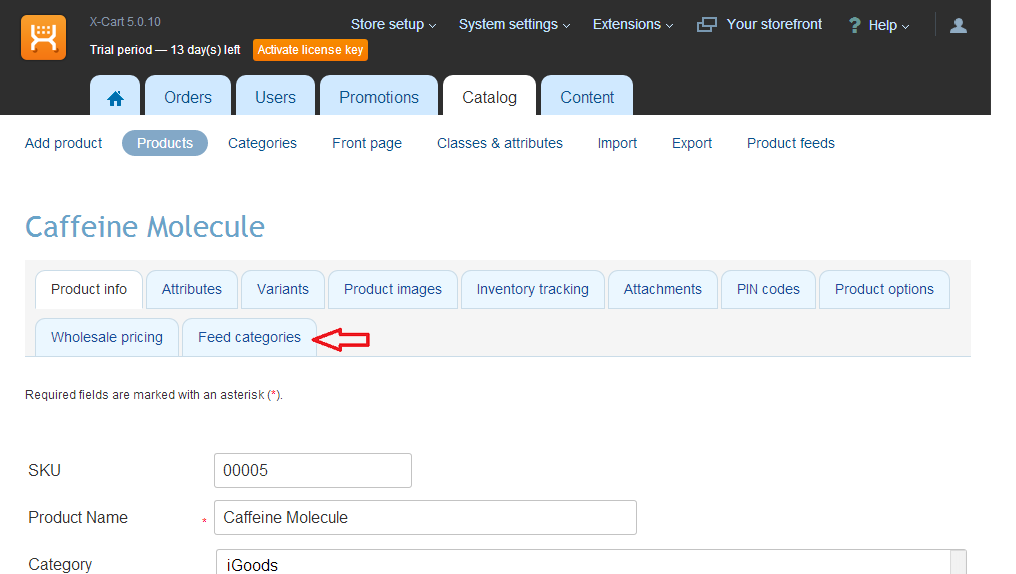 X-Cart 5.0.10
Store setup System settings Extensions Your storefront ? Help
Trial period — 13 day(s) left Activate license key
Orders Users Promotions Catalog Content
Add product Products Categories Front page Classes & attributes Import Export Product feeds
Caffeine Molecule
Product info Attributes Variants Product images Inventory tracking Attachments PIN codes Product options
Wholesale pricing Feed categories
Required fields are marked with an asterisk (*).
SKU 00005
Product Name * Caffeine Molecule
Category iGoods